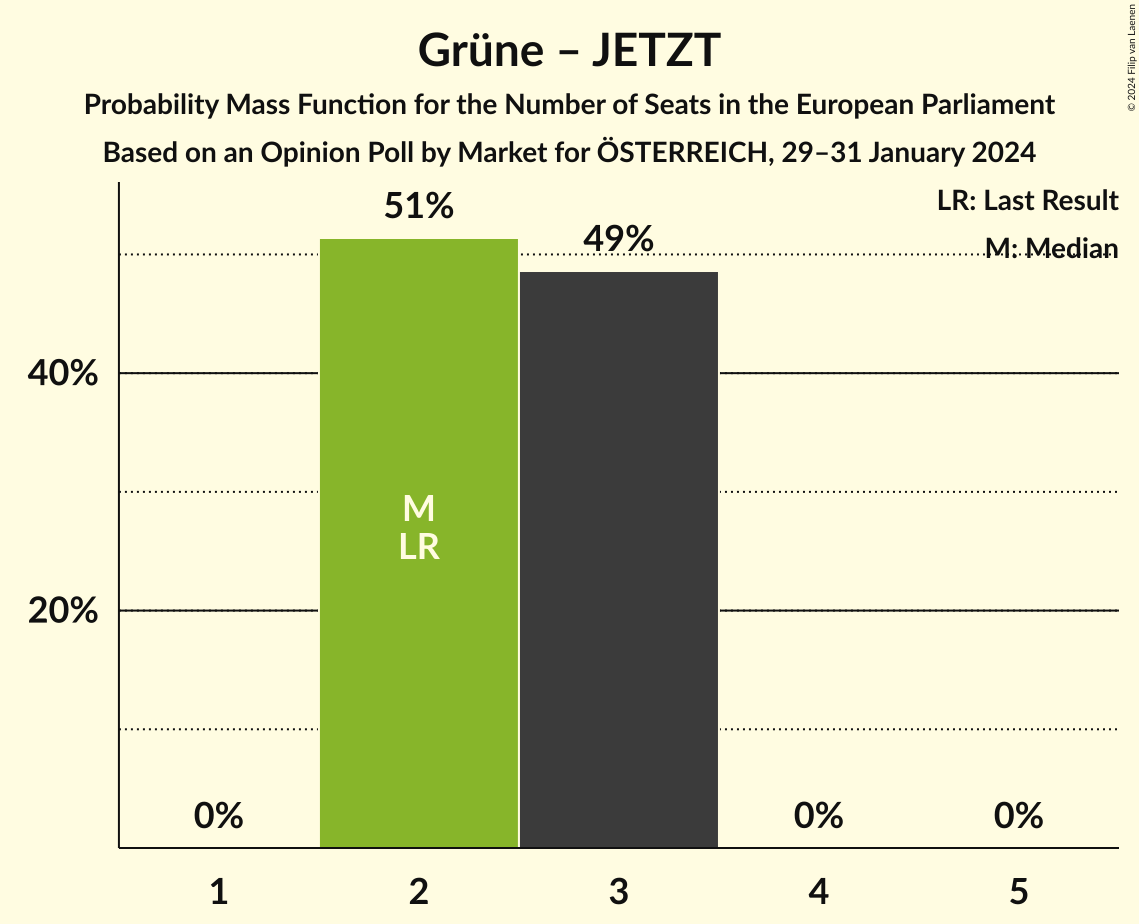 Grüne – JETZT
Probability Mass Function for the Number of Seats in the European Parliament
Based on an Opinion Poll by Market for ÖSTERREICH, 29–31 January 2024
© 2024 Filip van Laenen
LR: Last Result
M: Median
51%
49%
40%
20%
M
LR
0%
0%
0%
1
2
3
4
5